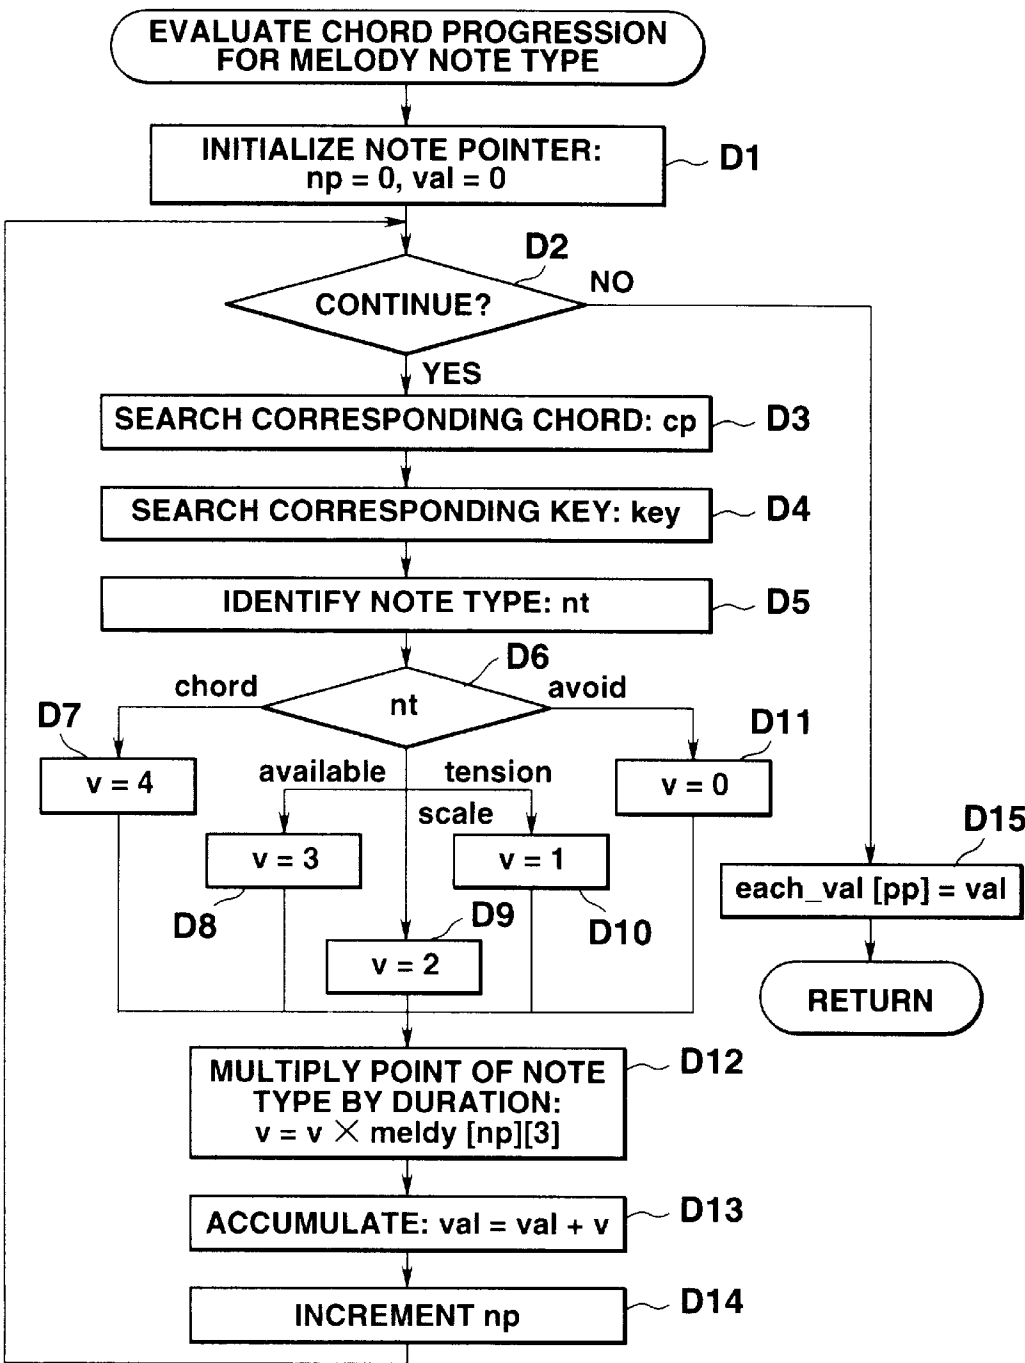 EVALUATE CHORD PROGRESSION
FOR MELODY NOTE TYPE
INITIALIZE NOTE POINTER:
np = 0, val = 0
D1
D2
CONTINUE?
NO
YES
SEARCH CORRESPONDING CHORD: cp
D3
SEARCH CORRESPONDING KEY: key
D4
IDENTIFY NOTE TYPE: nt
D5
D6
chord
nt
avoid
D7
D11
v = 4
available
tension
v = 0
scale
D15
v = 3
v = 1
each_val [pp] = val
D8
D9
D10
v = 2
RETURN
MULTIPLY POINT OF NOTE
TYPE BY DURATION:
v = v × meldy [np][3]
D12
ACCUMULATE: val = val + v
D13
INCREMENT np
D14